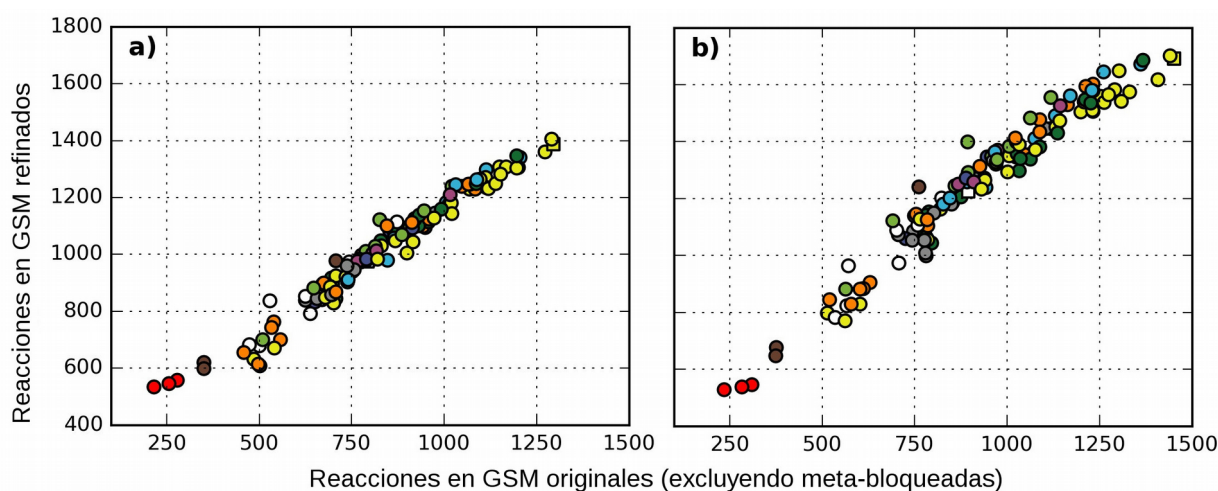 a)
b)
Reacciones en GSM refinados
1800
1600
1400
1200
1000
800
600
400
250 500 750 1000 1250 1500
250 500 750 1000 1250 1500
Reacciones en GSM originales (excluyendo meta-bloqueadas)